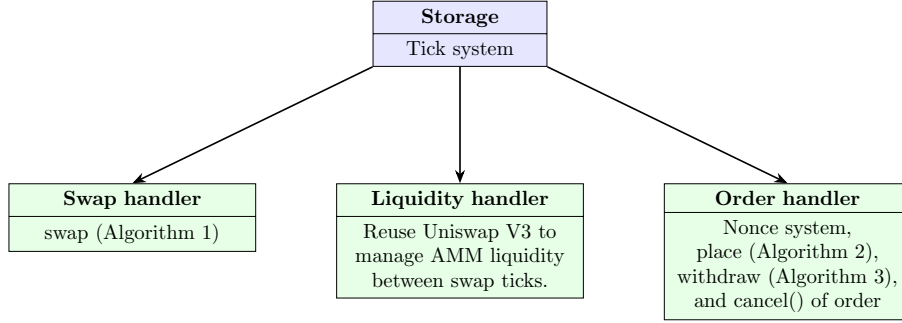 Storage
Tick system
Swap handler
swap (Algorithm 1)
Liquidity handler
Reuse Uniswap V3 to
manage AMM liquidity
between swap ticks.
Order handler
Nonce system,
place (Algorithm 2),
withdraw (Algorithm 3),
and cancel() of order